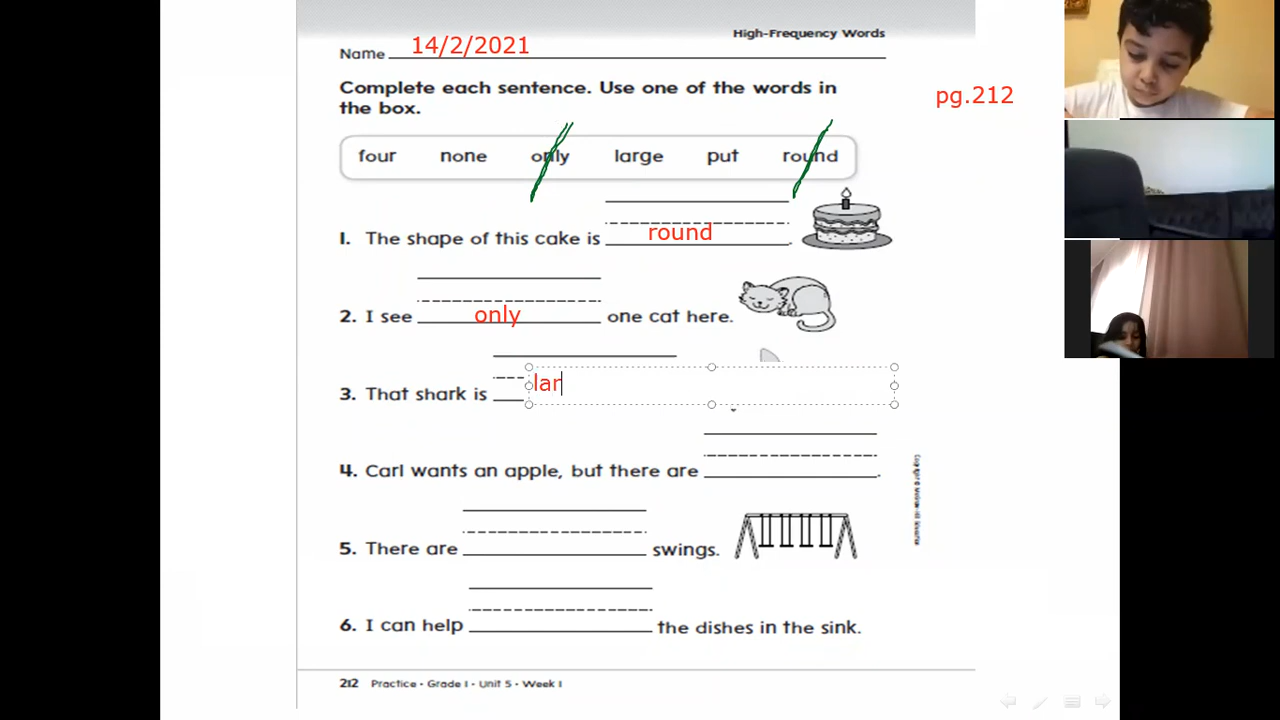 High-Frequency Words
Name 14/2/2021
pg.212
Complete each sentence. Use one of the words in
the box.
four none only large put round
1. The shape of this cake is round.
2. I see only one cat here.
3. That shark is lar
4. Carl wants an apple, but there are .
5. There are swings.
6. I can help the dishes in the sink.
212 Practice • Grade 1 • Unit 5 • Week 1